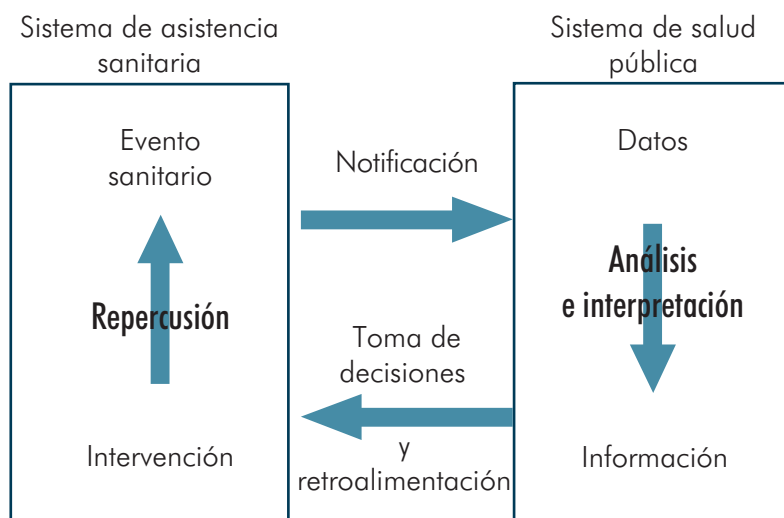 Sistema de asistencia
sanitaria
Sistema de salud
pública
Evento
sanitario
Notificación
Datos
Repercusión
Análisis
e interpretación
Toma de
decisiones
y
retroalimentación
Intervención
Información